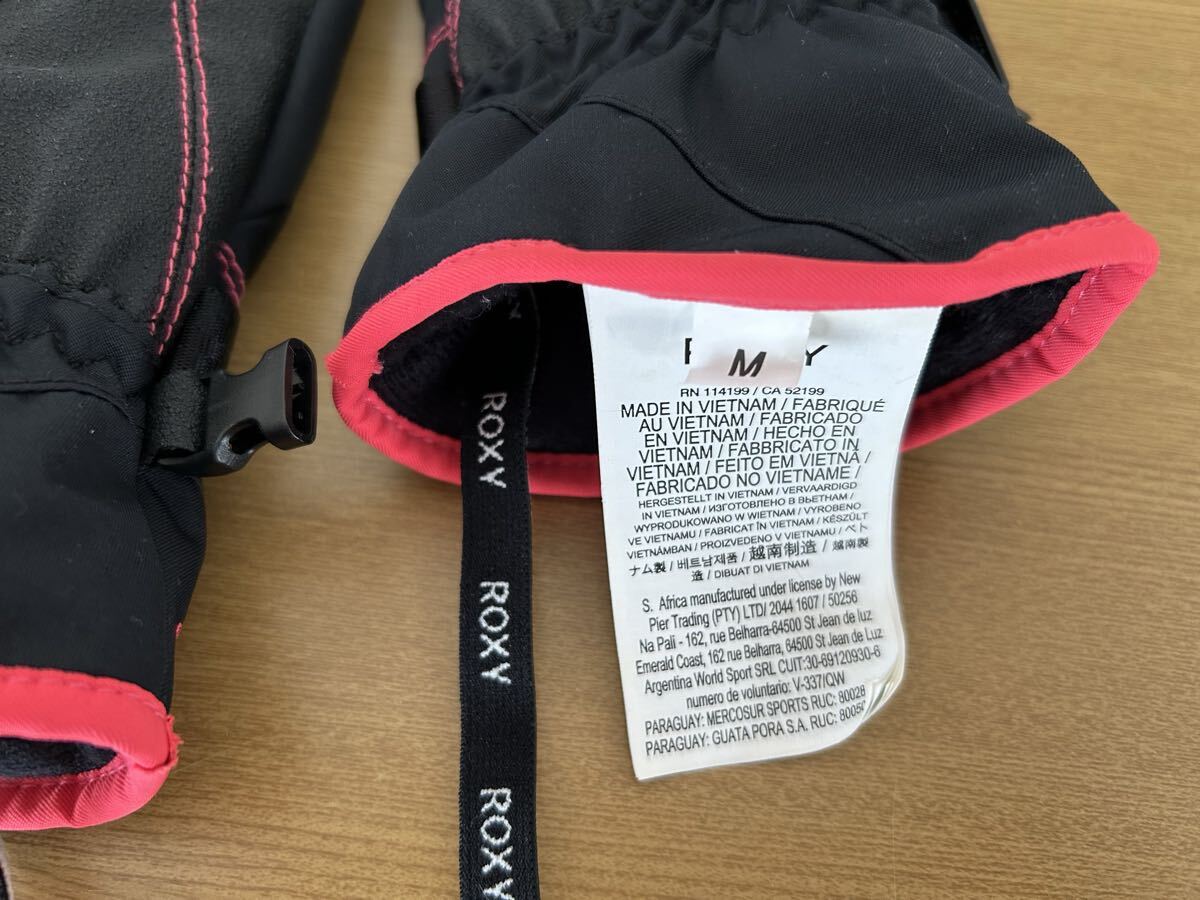 R Y
M
RN 114199 / CA 52199
MADE IN VIETNAM / FABRIQUÉ
AU VIETNAM / FABRICADO
EN VIETNAM / HECHO EN
VIETNAM / FABBRICATO IN
VIETNAM / FEITO EM VIETNÃ /
FABRICADO NO VIETNAME /
HERGESTELLT IN VIETNAM / VERVAARDIGD
IN VIETNAM / ИЗГОТОВЛЕНО В ВЬЕТНАМ /
WYPRODUKOWANO W WIETNAM / VYROBENO
VE VIETNAMU / FABRICAT ÎN VIETNAM / KÉSZÜLT
VIETNÁMBAN / PROIZVEDENO V VIETNAMU / ベト
ナム製 / 베트남제품 / 越南制造 / 越南製
造 / DIBUAT DI VIETNAM
S. Africa manufactured under license by New
Pier Trading (PTY) LTD/ 2044 1607 / 50256
Na Pali - 162, rue Belharra-64500 St Jean de luz
Emerald Coast, 162 rue Belharra, 64500 St Jean de Luz
Argentina World Sport SRL CUIT:30-69120930-6
numero de voluntario: V-337/QW
PARAGUAY: MERCOSUR SPORTS RUC: 80028
PARAGUAY: GUATA PORA S.A. RUC: 80050
ROXY
ROXY
ROXY